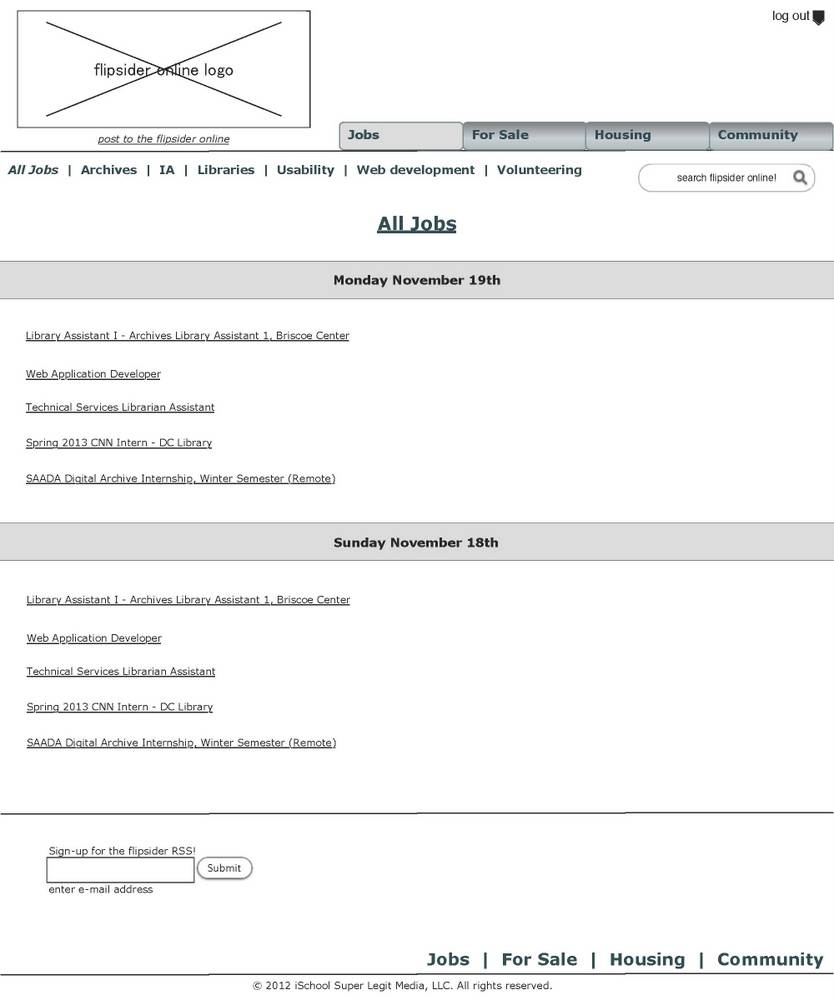 log out
flipsider online logo
post to the flipsider online
Jobs For Sale Housing Community
All Jobs | Archives | IA | Libraries | Usability | Web development | Volunteering
search flipsider online!
All Jobs
Monday November 19th
Library Assistant I - Archives Library Assistant 1, Briscoe Center
Web Application Developer
Technical Services Librarian Assistant
Spring 2013 CNN Intern - DC Library
SAADA Digital Archive Internship, Winter Semester (Remote)
Sunday November 18th
Library Assistant I - Archives Library Assistant 1, Briscoe Center
Web Application Developer
Technical Services Librarian Assistant
Spring 2013 CNN Intern - DC Library
SAADA Digital Archive Internship, Winter Semester (Remote)
Sign-up for the flipsider RSS!
Submit
enter e-mail address
Jobs | For Sale | Housing | Community
© 2012 iSchool Super Legit Media, LLC. All rights reserved.